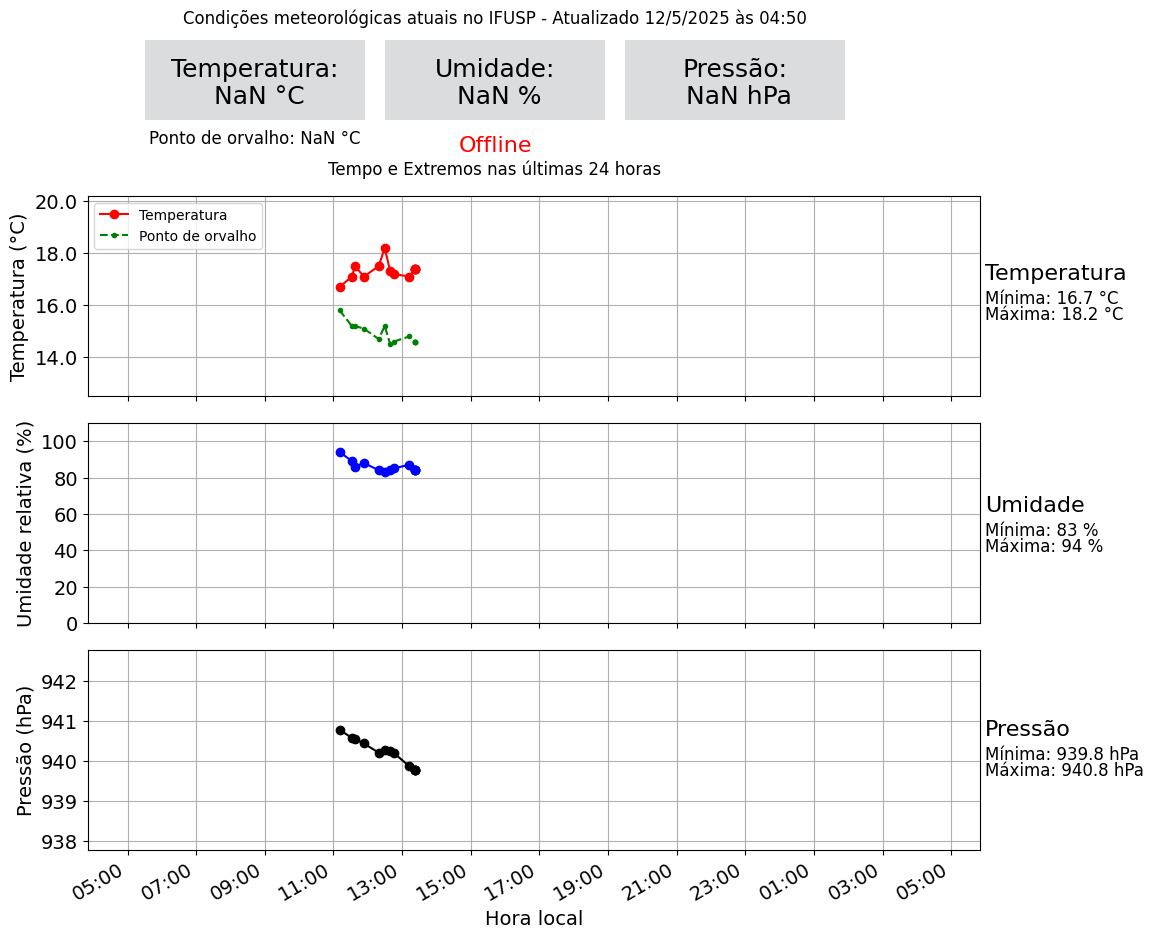 Condições meteorológicas atuais no IFUSP - Atualizado 12/5/2025 às 04:50
Temperatura:
NaN °C
Umidade:
NaN %
Pressão:
NaN hPa
Ponto de orvalho: NaN °C
Offline
Tempo e Extremos nas últimas 24 horas
Temperatura (°C)
20.0
18.0
16.0
14.0
Temperatura
Ponto de orvalho
Temperatura
Mínima: 16.7 °C
Máxima: 18.2 °C
Umidade relativa (%)
100
80
60
40
20
0
Umidade
Mínima: 83 %
Máxima: 94 %
Pressão (hPa)
942
941
940
939
938
Pressão
Mínima: 939.8 hPa
Máxima: 940.8 hPa
05:00
07:00
09:00
11:00
13:00
15:00
17:00
19:00
21:00
23:00
01:00
03:00
05:00
Hora local